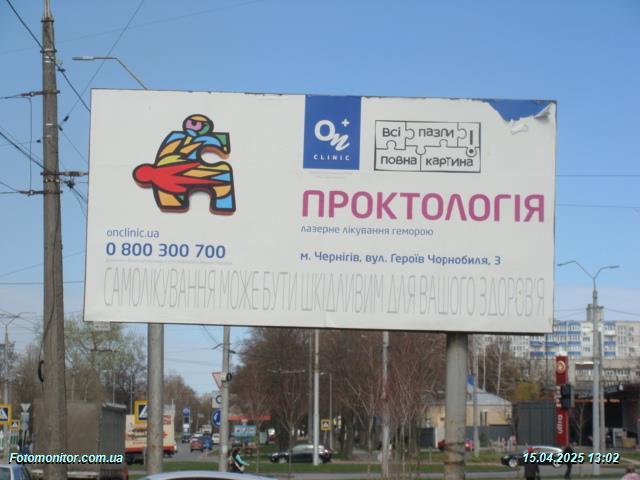 On+
CLINIC
Всі пазли
повна картина!
ПРОКТОЛОГІЯ
лазерне лікування геморою
onclinic.ua
0 800 300 700
м. Чернігів, вул. Героїв Чорнобиля, 3
САМОЛІКУВАННЯ МОЖЕ БУТИ ШКІДЛИВИМ ДЛЯ ВАШОГО ЗДОРОВ'Я
Fotomonitor.com.ua
15.04.2025 13:02